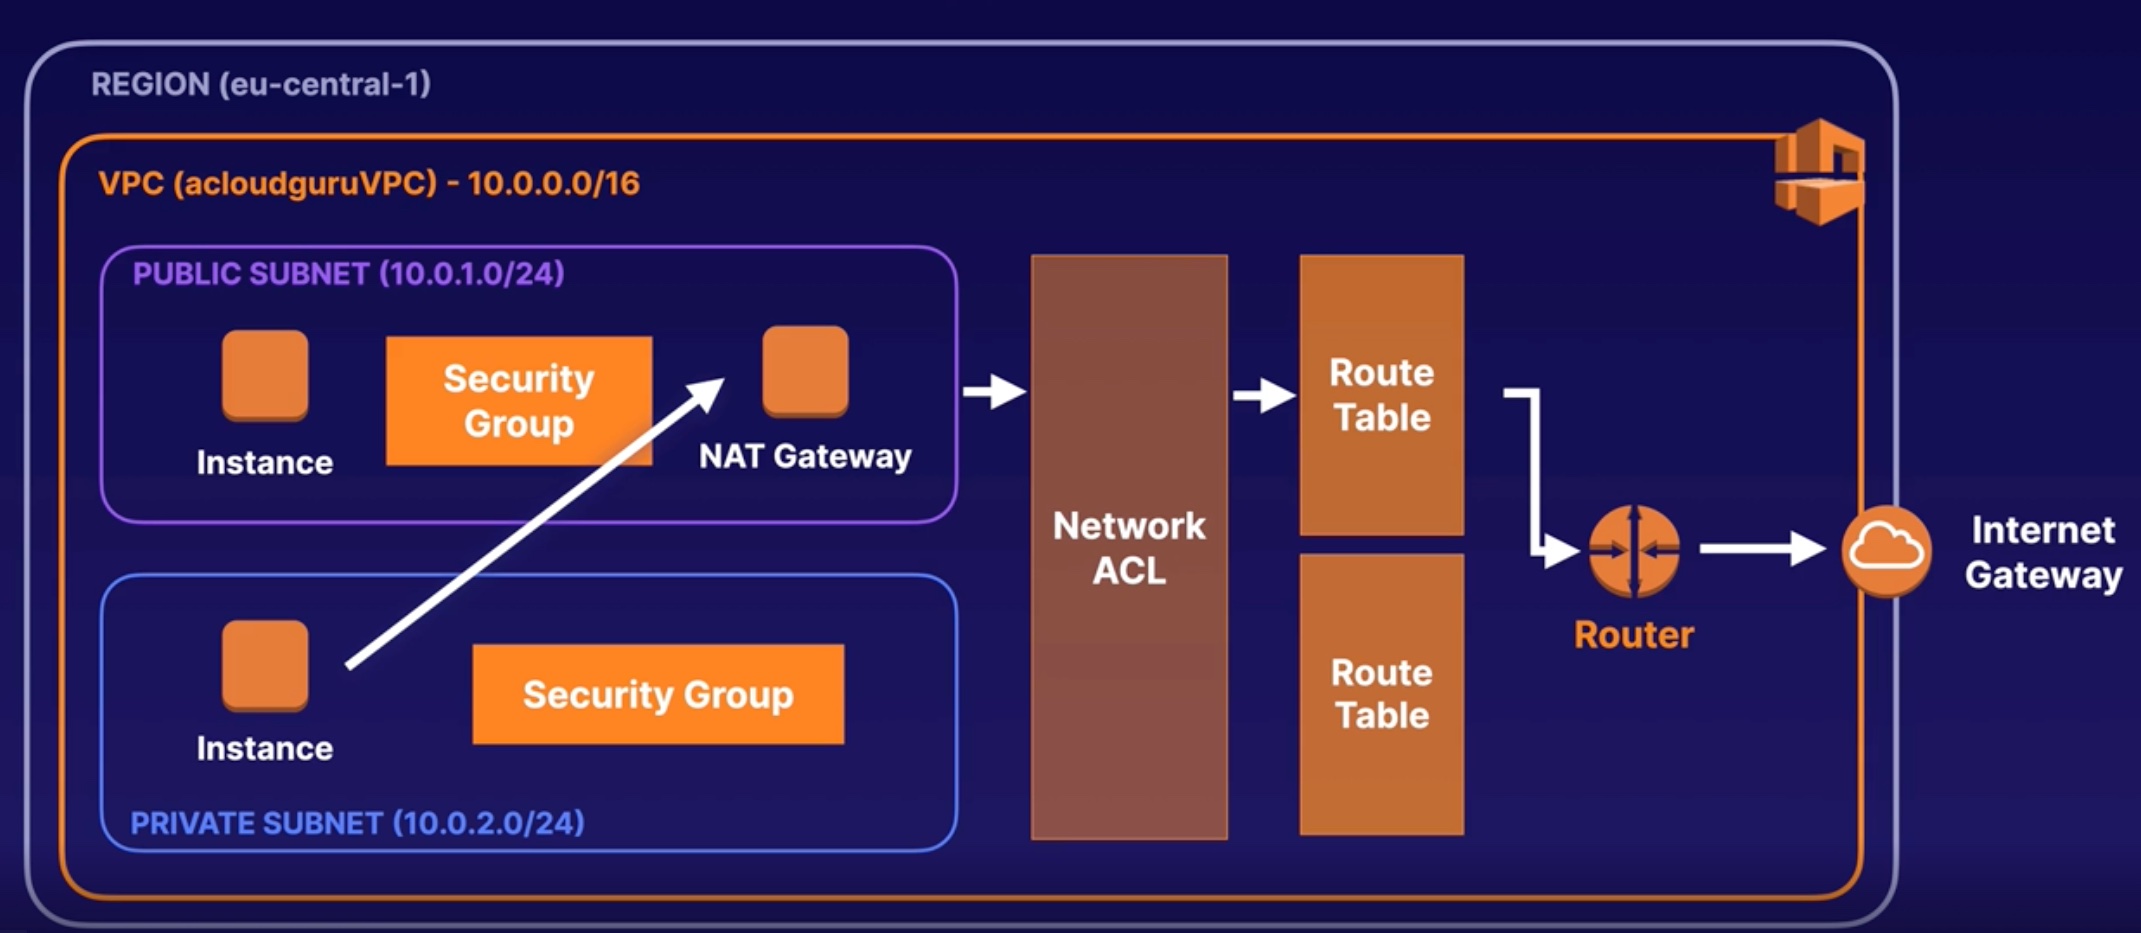 REGION (eu-central-1)
VPC (acloudguruVPC) - 10.0.0.0/16
PUBLIC SUBNET (10.0.1.0/24)
Instance
Security
Group
NAT Gateway
Instance
Security Group
PRIVATE SUBNET (10.0.2.0/24)
Network
ACL
Route
Table
Route
Table
Router
Internet
Gateway